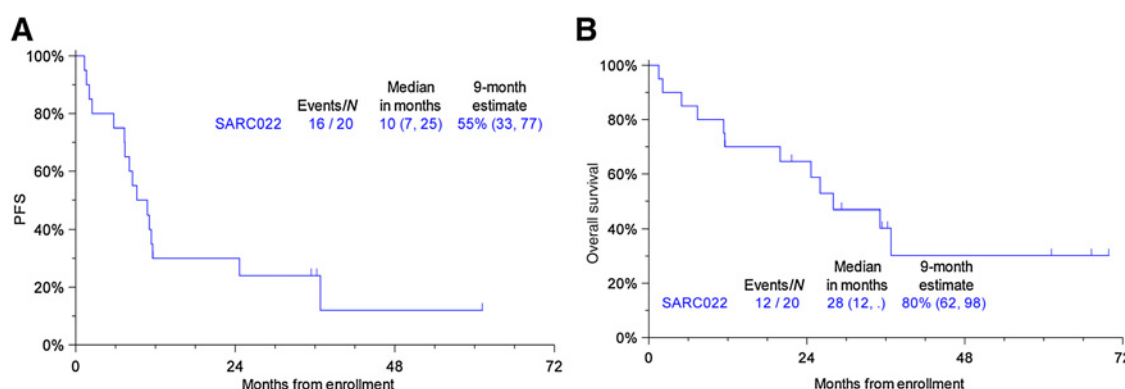 A
100%
80%
60%
40%
20%
0%
PFS
Median 9-month
Events/N in months estimate
SARC022 16 / 20 10 (7, 25) 55% (33, 77)
0 24 48 72
Months from enrollment
B
100%
80%
60%
40%
20%
0%
Overall survival
Median 9-month
Events/N in months estimate
SARC022 12 / 20 28 (12, .) 80% (62, 98)
0 24 48 72
Months from enrollment